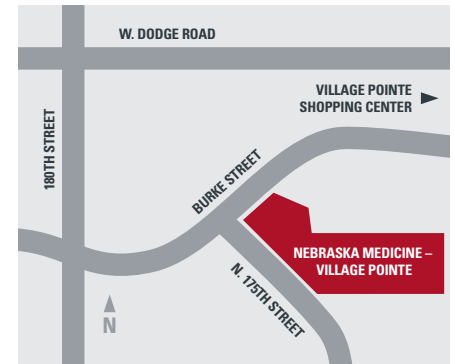 W. DODGE ROAD
VILLAGE POINTE
SHOPPING CENTER
180TH STREET
BURKE STREET
NEBRASKA MEDICINE –
VILLAGE POINTE
N. 175TH STREET
N